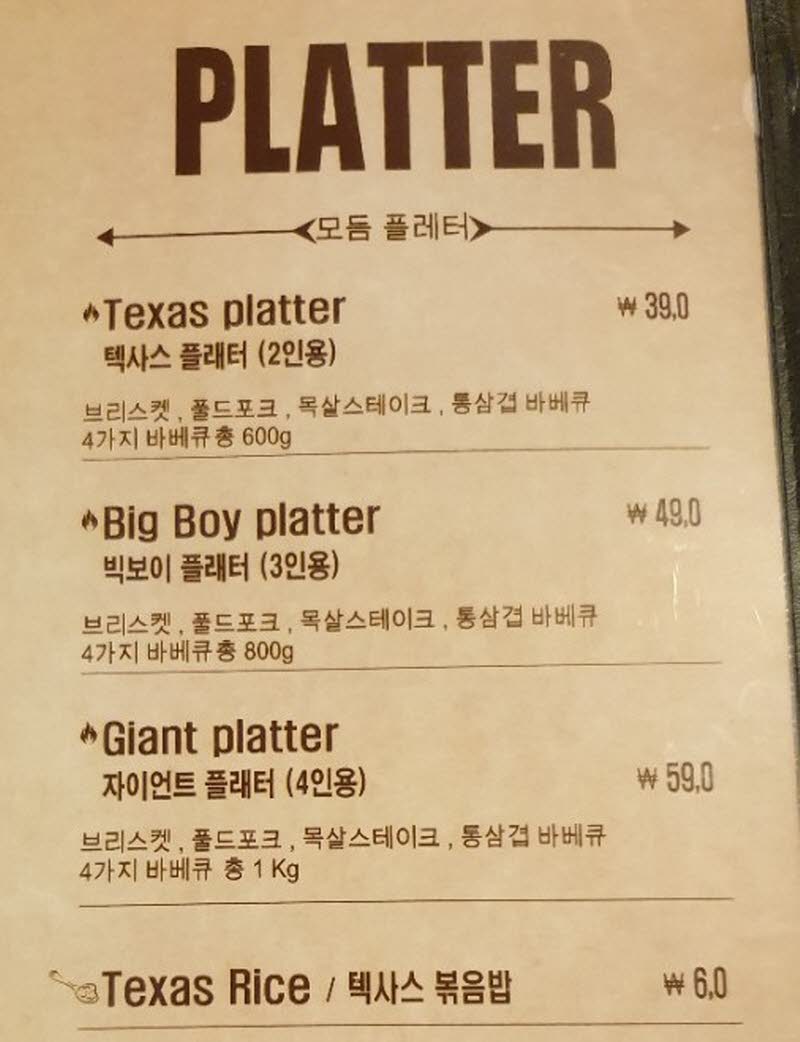 PLATTER
모듬 플레터
Texas platter ₩ 39,0
텍사스 플래터 (2인용)
브리스켓 , 풀드포크 , 목살스테이크 , 통삼겹 바베큐
4가지 바베큐총 600g
Big Boy platter ₩ 49,0
빅보이 플래터 (3인용)
브리스켓 , 풀드포크 , 목살스테이크 , 통삼겹 바베큐
4가지 바베큐총 800g
Giant platter
자이언트 플래터 (4인용) ₩ 59,0
브리스켓 , 풀드포크 , 목살스테이크 , 통삼겹 바베큐
4가지 바베큐 총 1 Kg
Texas Rice / 텍사스 볶음밥 ₩ 6,0